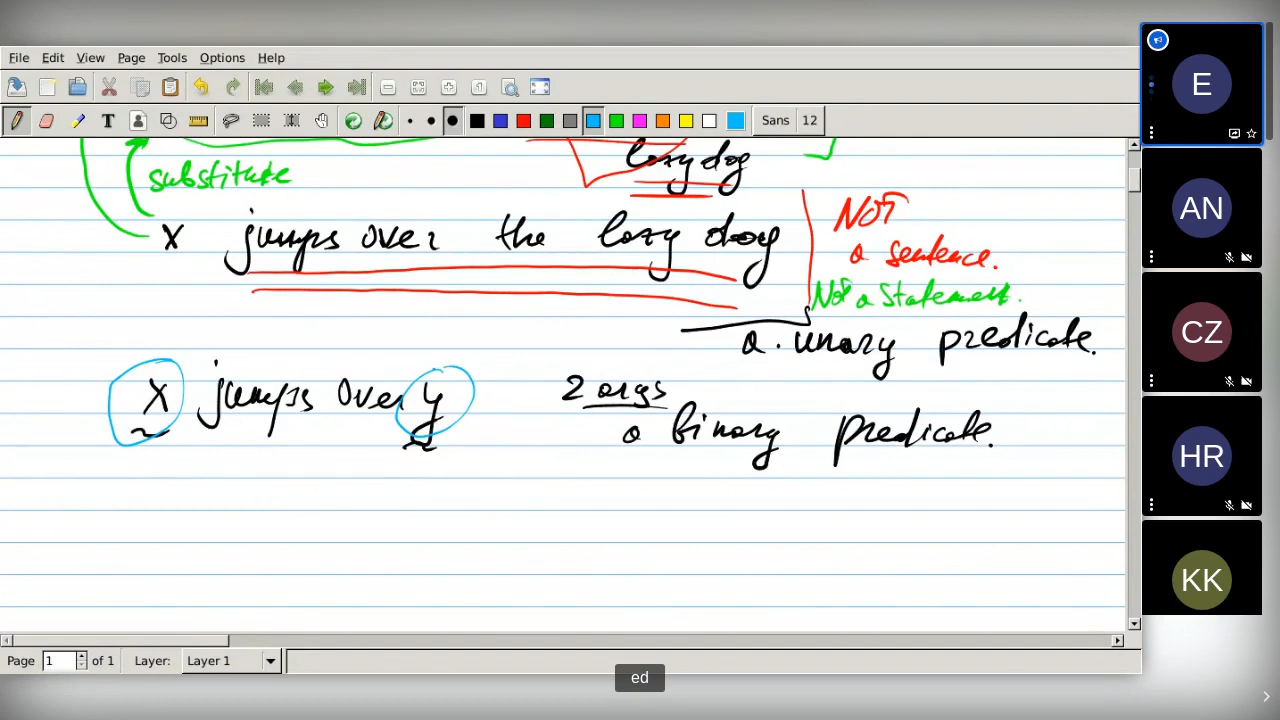 File Edit View Page Tools Options Help
Sans 12
lazy dog
substitute
x jumps over the lazy dog
NOT
a sentence.
Not a statement.
a unary predicate.
x jumps over y
2 args
a binary predicate.
Page 1 of 1 Layer: Layer 1
ed
E
AN
CZ
HR
KK